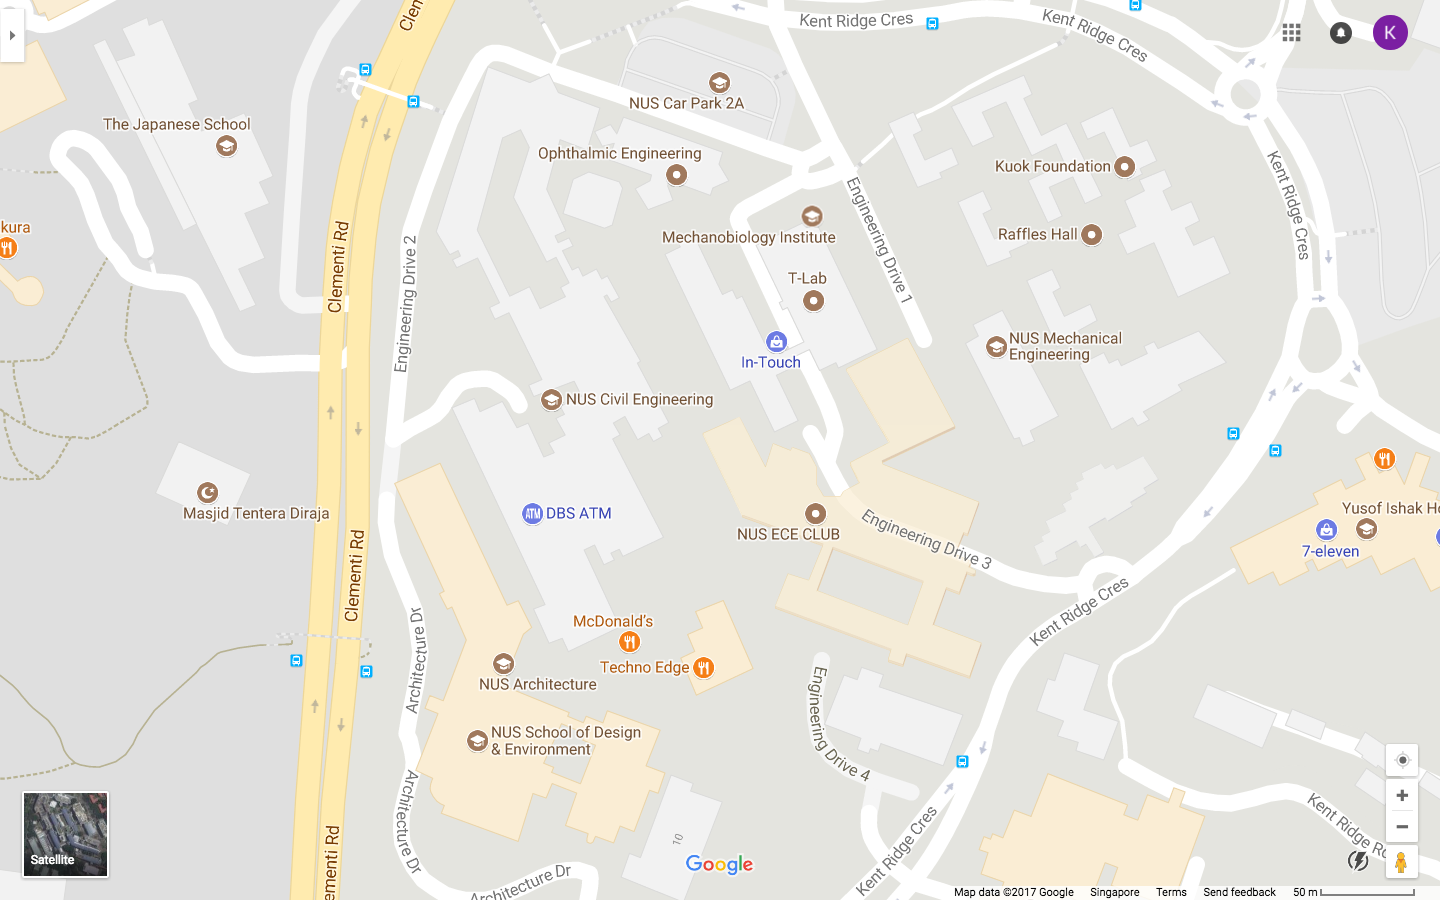 Clem
Kent Ridge Cres
Kent Ridge Cres
K
NUS Car Park 2A
The Japanese School
Ophthalmic Engineering
Kuok Foundation
Kent Ridge Cres
Engineering Drive 1
kura
Clementi Rd
Engineering Drive 2
Mechanobiology Institute
Raffles Hall
T-Lab
In-Touch
NUS Mechanical
Engineering
NUS Civil Engineering
Masjid Tentera Diraja
ATM
DBS ATM
NUS ECE CLUB
Engineering Drive 3
Yusof Ishak Ho
7-eleven
Clementi Rd
Kent Ridge Cres
McDonald's
Techno Edge
Architecture Dr
NUS Architecture
Engineering Drive 4
NUS School of Design
& Environment
Architecture Dr
10
Kent Ridge Cres
Kent Ridge R
ementi Rd
Satellite
Google
Architecture Dr
Map data ©2017 Google Singapore Terms Send feedback 50 m